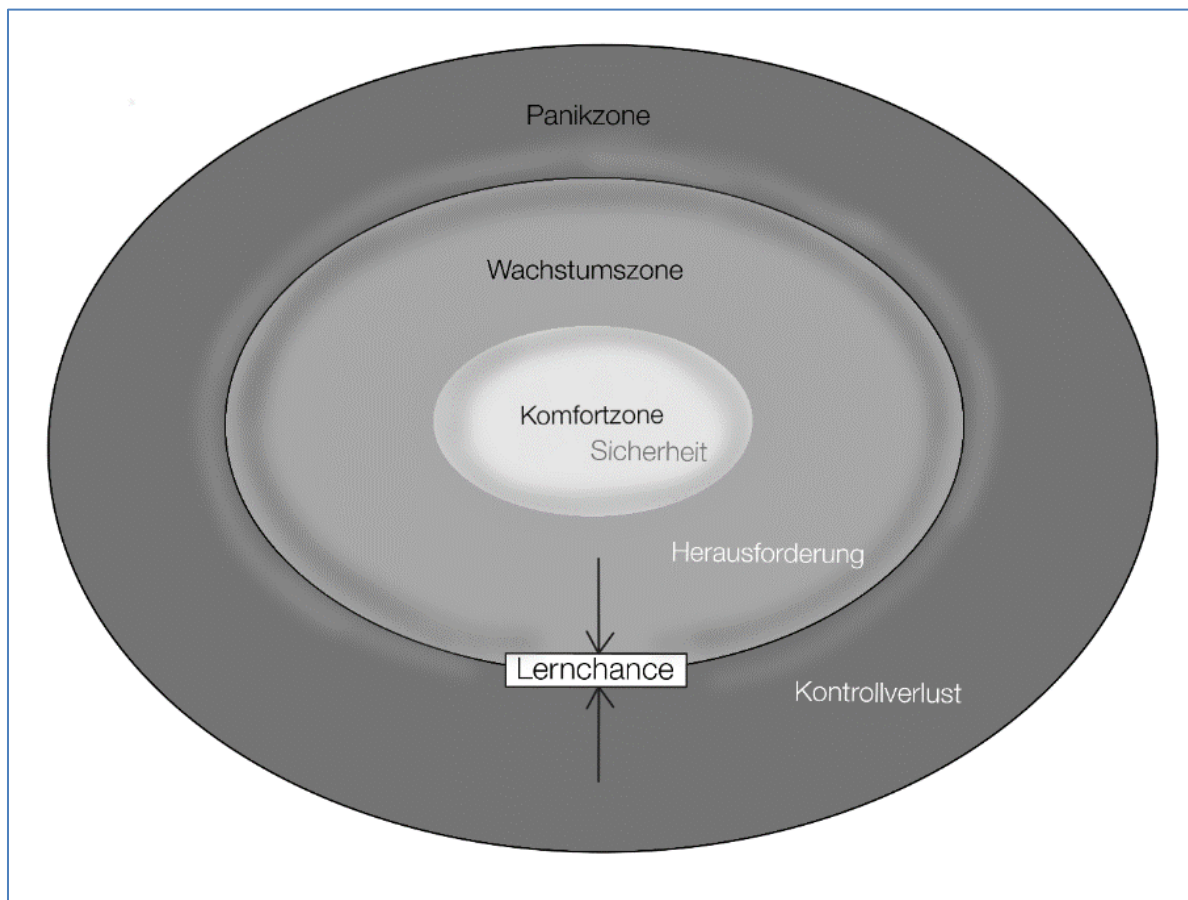 Panikzone
Wachstumszone
Komfortzone
Sicherheit
Herausforderung
Lernchance
Kontrollverlust